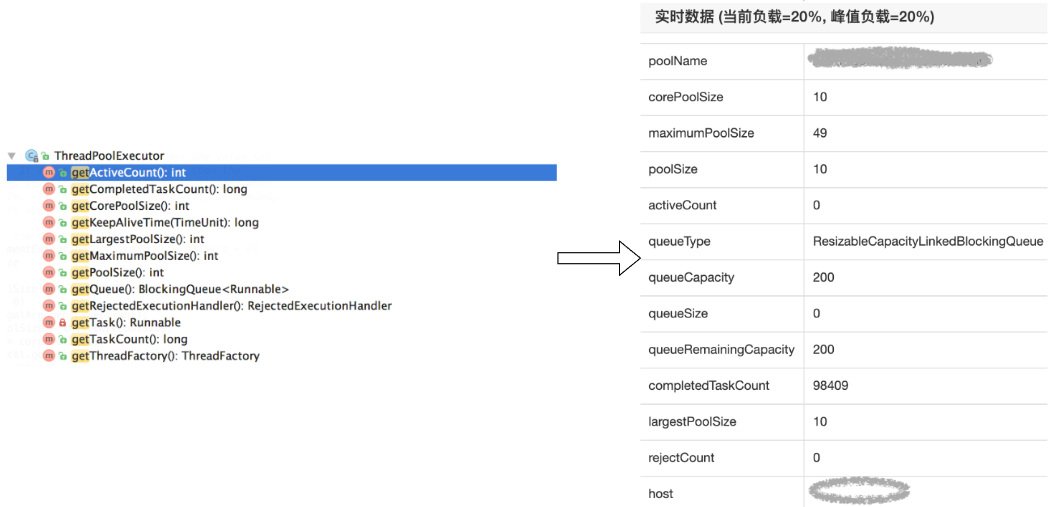 ThreadPoolExecutor
getActiveCount(): int
getCompletedTaskCount(): long
getCorePoolSize(): int
getKeepAliveTime(TimeUnit): long
getLargestPoolSize(): int
getMaximumPoolSize(): int
getPoolSize(): int
getQueue(): BlockingQueue<Runnable>
getRejectedExecutionHandler(): RejectedExecutionHandler
getTask(): Runnable
getTaskCount(): long
getThreadFactory(): ThreadFactory
实时数据 (当前负载=20%, 峰值负载=20%)
poolName
corePoolSize 10
maximumPoolSize 49
poolSize 10
activeCount 0
queueType ResizableCapacityLinkedBlockingQueue
queueCapacity 200
queueSize 0
queueRemainingCapacity 200
completedTaskCount 98409
largestPoolSize 10
rejectCount 0
host